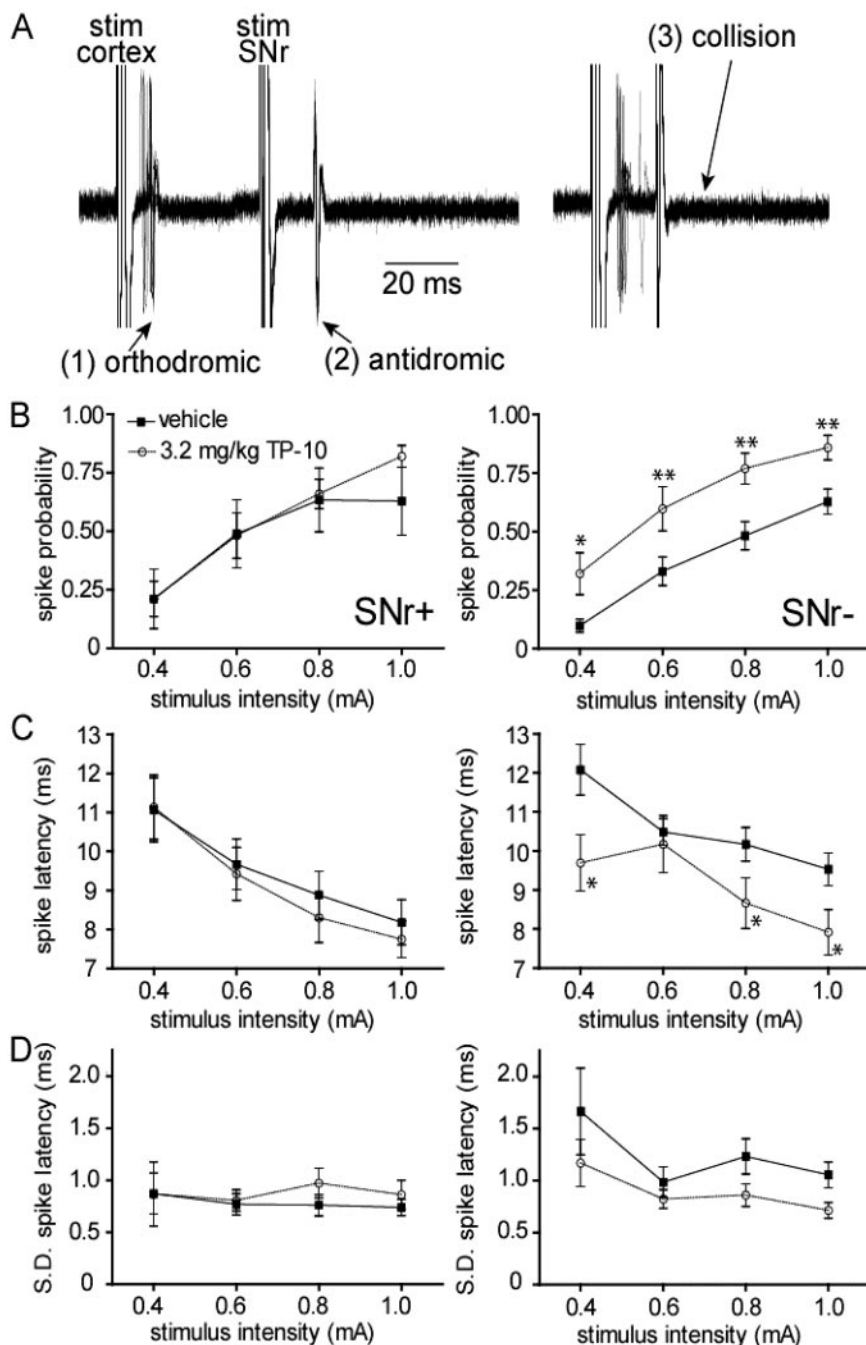 A
stim cortex
stim SNr
(3) collision
20 ms
(1) orthodromic
(2) antidromic
B
spike probability
1.00
0.75
0.50
0.25
0
vehicle
3.2 mg/kg TP-10
SNr+
0.4 0.6 0.8 1.0
stimulus intensity (mA)
spike probability
1.00
0.75
0.50
0.25
0
*
**
**
**
SNr-
0.4 0.6 0.8 1.0
stimulus intensity (mA)
C
spike latency (ms)
13
12
11
10
9
8
7
0.4 0.6 0.8 1.0
stimulus intensity (mA)
spike latency (ms)
13
12
11
10
9
8
7
*
*
*
0.4 0.6 0.8 1.0
stimulus intensity (mA)
D
S.D. spike latency (ms)
2.0
1.5
1.0
0.5
0
0.4 0.6 0.8 1.0
stimulus intensity (mA)
S.D. spike latency (ms)
2.0
1.5
1.0
0.5
0
0.4 0.6 0.8 1.0
stimulus intensity (mA)